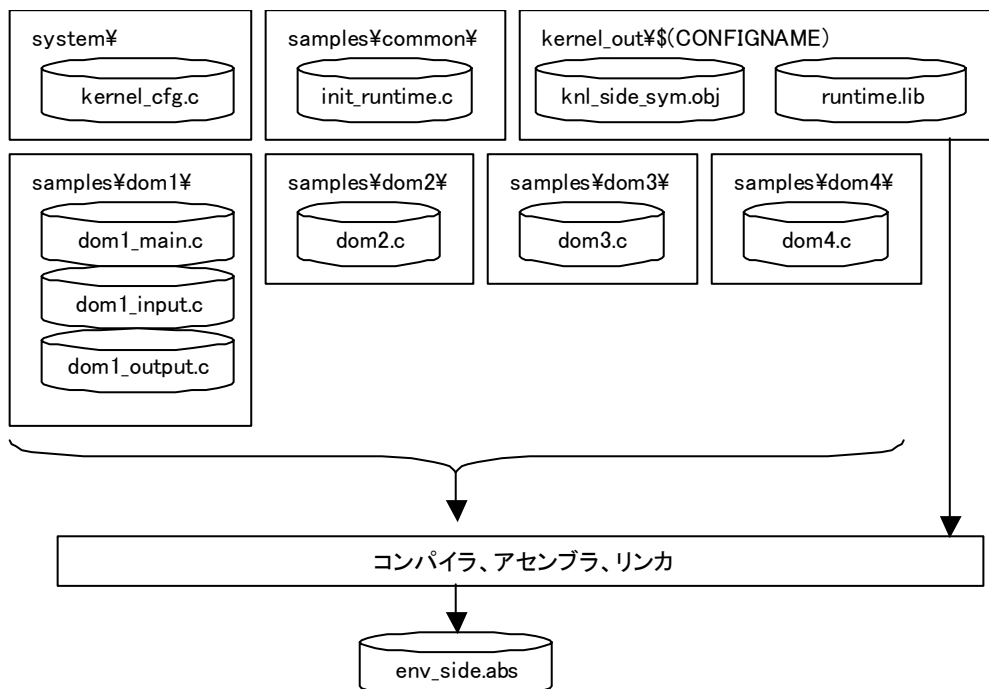 system¥
kernel_cfg.c
samples¥common¥
init_runtime.c
kernel_out¥$(CONFIGNAME)
knl_side_sym.obj
runtime.lib
samples¥dom1¥
dom1_main.c
dom1_input.c
dom1_output.c
samples¥dom2¥
dom2.c
samples¥dom3¥
dom3.c
samples¥dom4¥
dom4.c
コンパイラ、アセンブラ、リンカ
env_side.abs